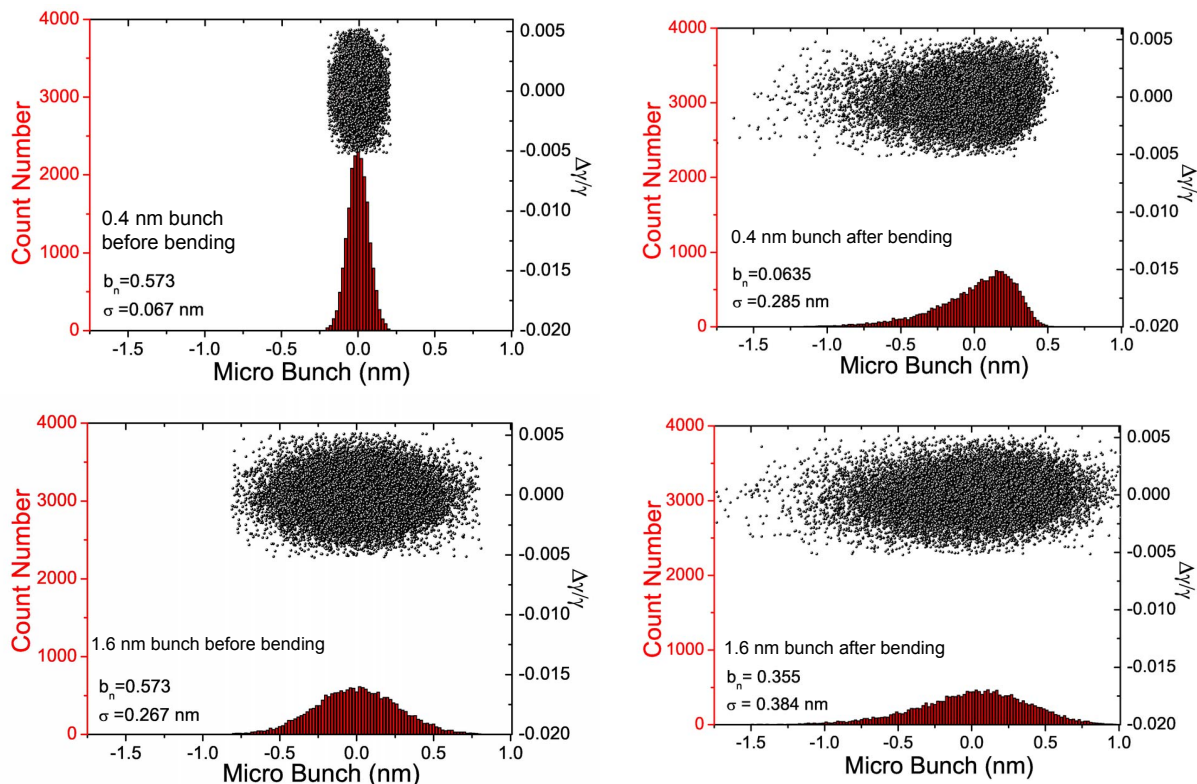 4000
3000
2000
1000
0
Count Number
0.005
0.000
-0.005
-0.010
-0.015
-0.020
Δγ/γ
0.4 nm bunch
before bending
b_n=0.573
σ =0.067 nm
-1.5 -1.0 -0.5 0.0 0.5 1.0
Micro Bunch (nm)
4000
3000
2000
1000
0
Count Number
0.005
0.000
-0.005
-0.010
-0.015
-0.020
Δγ/γ
0.4 nm bunch after bending
b_n=0.0635
σ =0.285 nm
-1.5 -1.0 -0.5 0.0 0.5 1.0
Micro Bunch (nm)
4000
3000
2000
1000
0
Count Number
0.005
0.000
-0.005
-0.010
-0.015
-0.020
Δγ/γ
1.6 nm bunch before bending
b_n=0.573
σ =0.267 nm
-1.5 -1.0 -0.5 0.0 0.5 1.0
Micro Bunch (nm)
4000
3000
2000
1000
0
Count Number
0.005
0.000
-0.005
-0.010
-0.015
-0.020
Δγ/γ
1.6 nm bunch after bending
b_n= 0.355
σ = 0.384 nm
-1.5 -1.0 -0.5 0.0 0.5 1.0
Micro Bunch (nm)